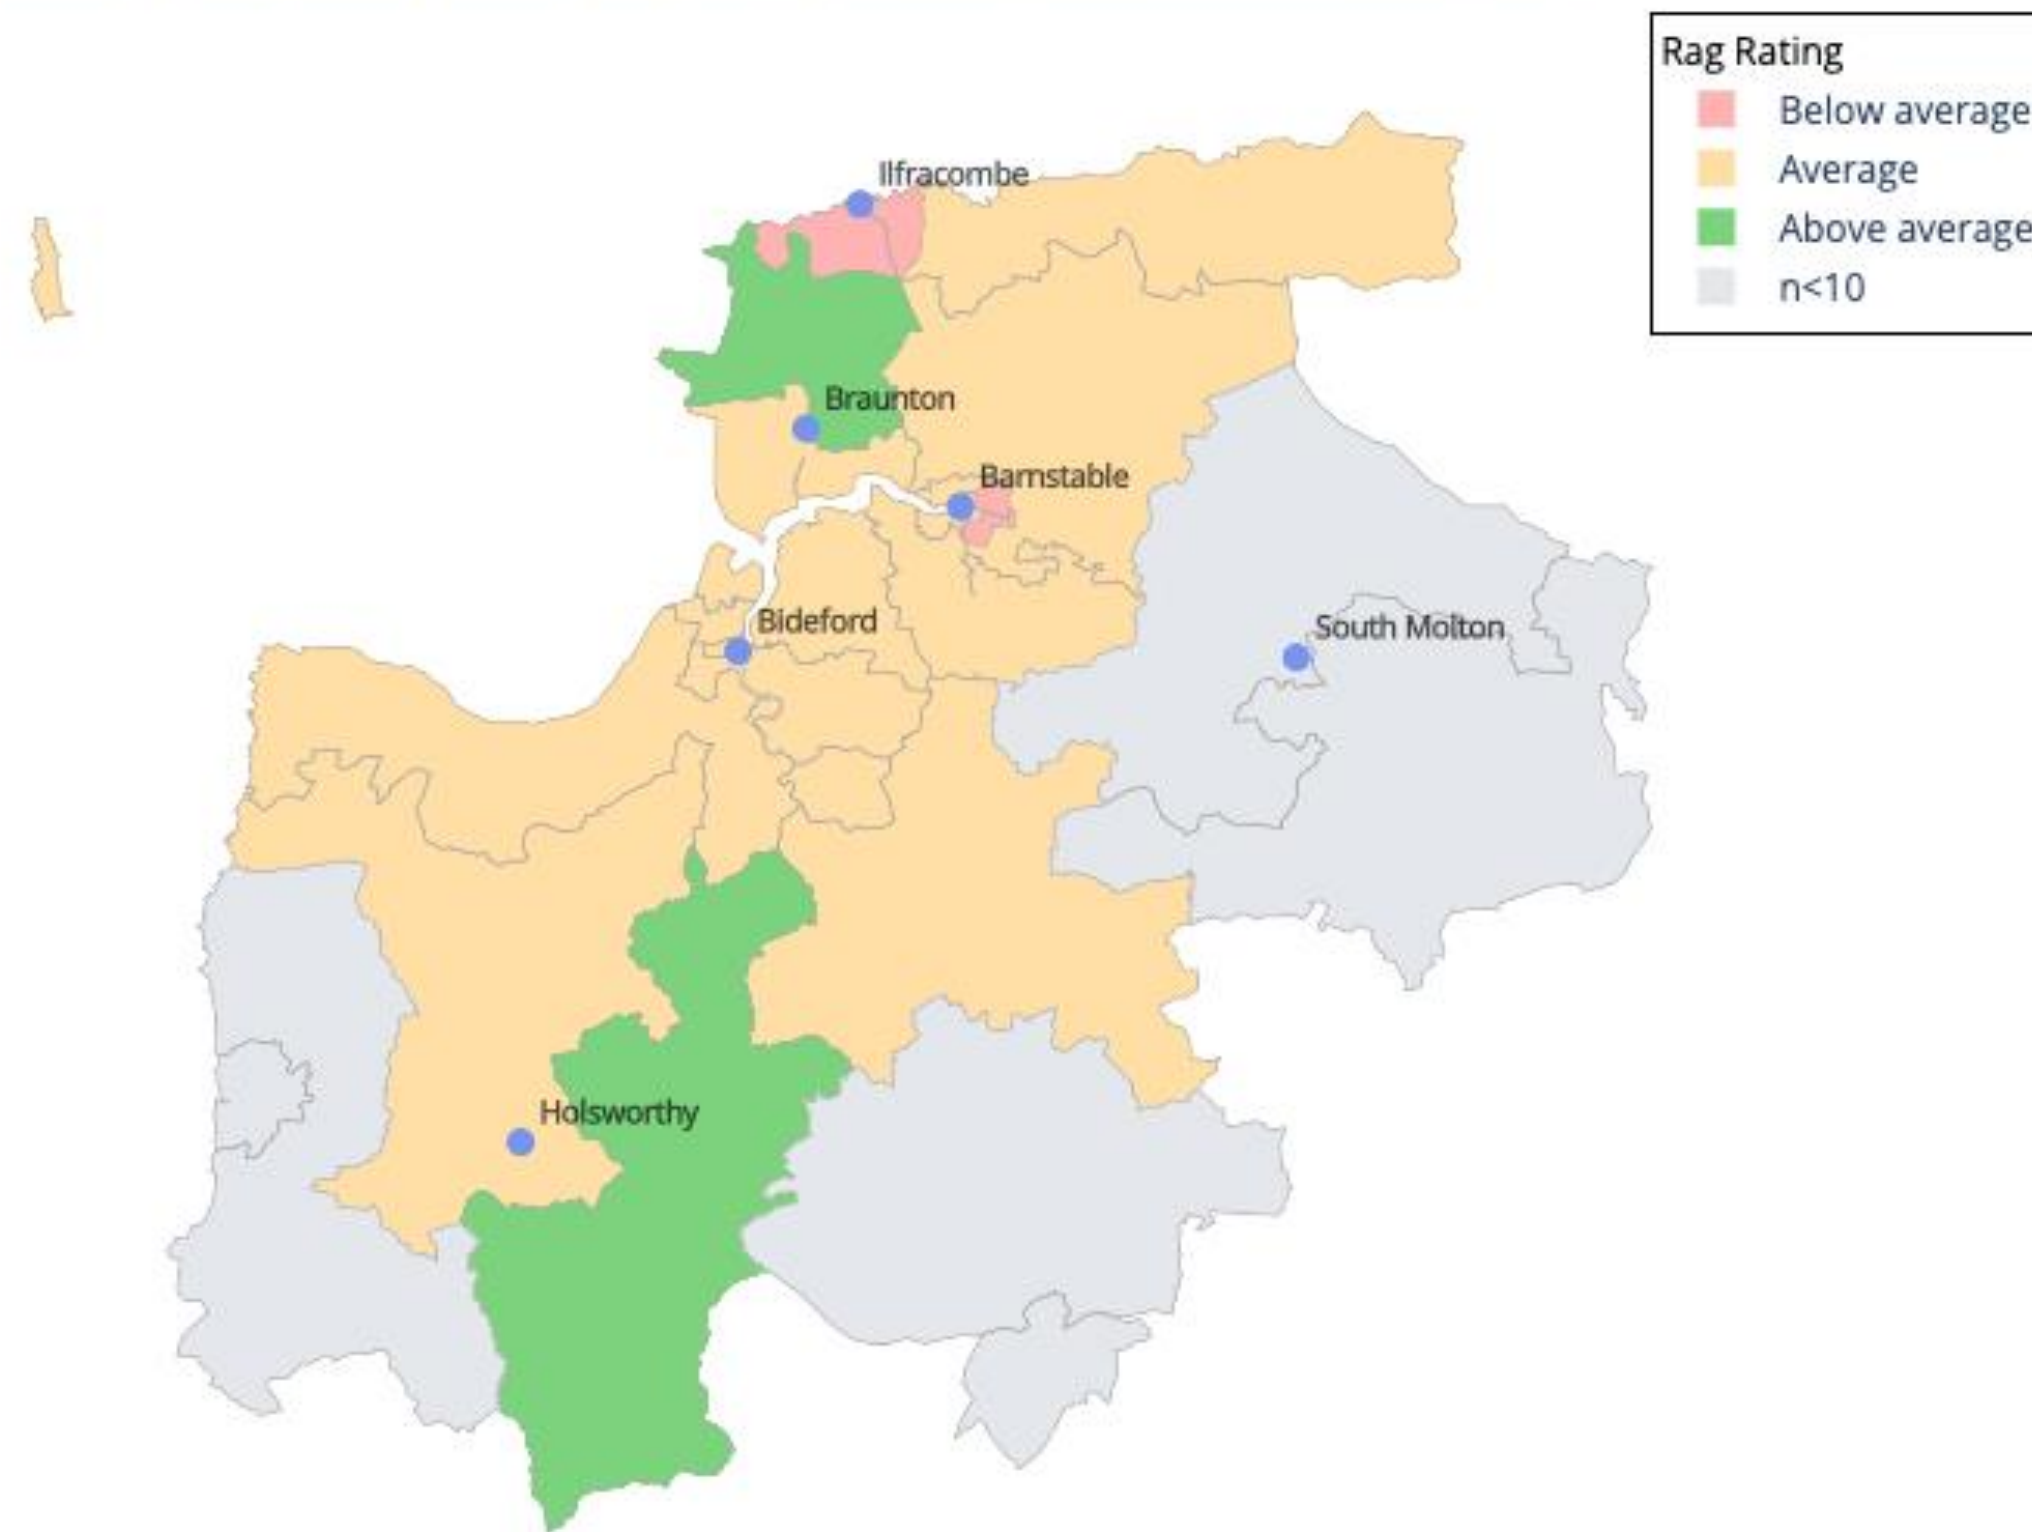 Rag Rating
Below average
Average
Above average
n<10
Ilfracombe
Braunton
Barnstable
Bideford
South Molton
Holsworthy